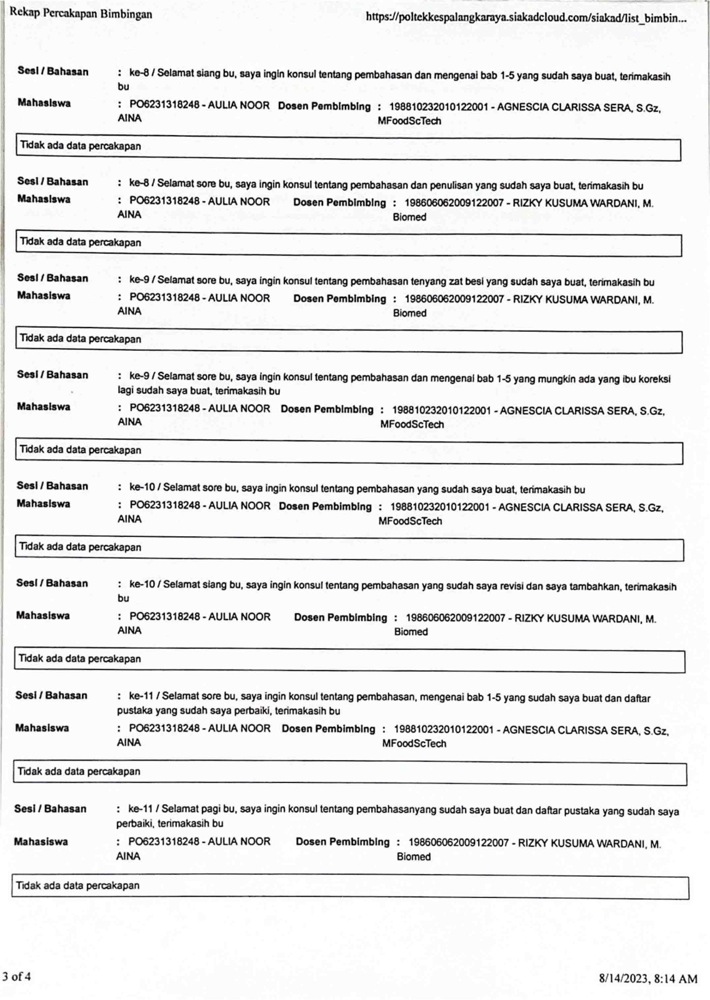 Rekap Percakapan Bimbingan
https://poltekkespalangkaraya.siakadcloud.com/siakad/list_bimbin...
Sesi / Bahasan : ke-8 / Selamat siang bu, saya ingin konsul tentang pembahasan dan mengenai bab 1-5 yang sudah saya buat, terimakasih
bu
Mahasiswa : PO6231318248 - AULIA NOOR Dosen Pembimbing : 198810232010122001 - AGNESCIA CLARISSA SERA, S.Gz,
AINA MFoodScTech
Tidak ada data percakapan
Sesi / Bahasan : ke-8 / Selamat sore bu, saya ingin konsul tentang pembahasan dan penulisan yang sudah saya buat, terimakasih bu
Mahasiswa : PO6231318248 - AULIA NOOR Dosen Pembimbing : 198606062009122007 - RIZKY KUSUMA WARDANI, M.
AINA Biomed
Tidak ada data percakapan
Sesi / Bahasan : ke-9 / Selamat sore bu, saya ingin konsul tentang pembahasan tenyang zat besi yang sudah saya buat, terimakasih bu
Mahasiswa : PO6231318248 - AULIA NOOR Dosen Pembimbing : 198606062009122007 - RIZKY KUSUMA WARDANI, M.
AINA Biomed
Tidak ada data percakapan
Sesi / Bahasan : ke-9 / Selamat sore bu, saya ingin konsul tentang pembahasan dan mengenai bab 1-5 yang mungkin ada yang ibu koreksi
lagi sudah saya buat, terimakasih bu
Mahasiswa : PO6231318248 - AULIA NOOR Dosen Pembimbing : 198810232010122001 - AGNESCIA CLARISSA SERA, S.Gz,
AINA MFoodScTech
Tidak ada data percakapan
Sesi / Bahasan : ke-10 / Selamat sore bu, saya ingin konsul tentang pembahasan yang sudah saya buat, terimakasih bu
Mahasiswa : PO6231318248 - AULIA NOOR Dosen Pembimbing : 198810232010122001 - AGNESCIA CLARISSA SERA, S.Gz,
AINA MFoodScTech
Tidak ada data percakapan
Sesi / Bahasan : ke-10 / Selamat siang bu, saya ingin konsul tentang pembahasan yang sudah saya revisi dan saya tambahkan, terimakasih
bu
Mahasiswa : PO6231318248 - AULIA NOOR Dosen Pembimbing : 198606062009122007 - RIZKY KUSUMA WARDANI, M.
AINA Biomed
Tidak ada data percakapan
Sesi / Bahasan : ke-11 / Selamat sore bu, saya ingin konsul tentang pembahasan, mengenai bab 1-5 yang sudah saya buat dan daftar
pustaka yang sudah saya perbaiki, terimakasih bu
Mahasiswa : PO6231318248 - AULIA NOOR Dosen Pembimbing : 198810232010122001 - AGNESCIA CLARISSA SERA, S.Gz,
AINA MFoodScTech
Tidak ada data percakapan
Sesi / Bahasan : ke-11 / Selamat pagi bu, saya ingin konsul tentang pembahasanyang sudah saya buat dan daftar pustaka yang sudah saya
perbaiki, terimakasih bu
Mahasiswa : PO6231318248 - AULIA NOOR Dosen Pembimbing : 198606062009122007 - RIZKY KUSUMA WARDANI, M.
AINA Biomed
Tidak ada data percakapan
3 of 4
8/14/2023, 8:14 AM